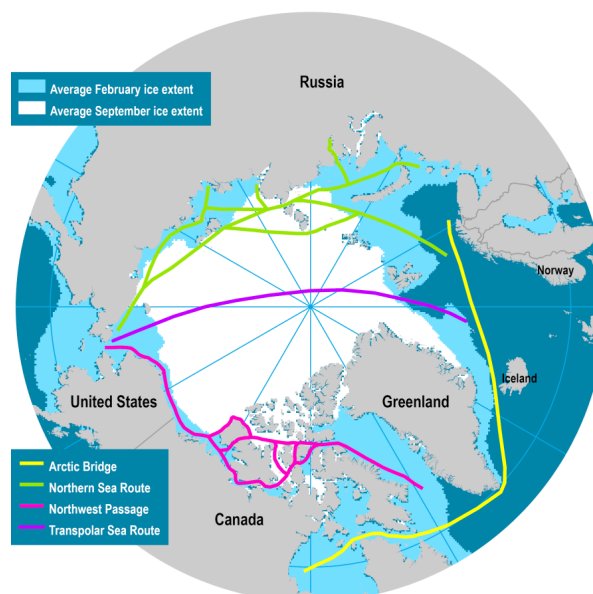 Russia
Average February ice extent
Average September ice extent
Norway
Iceland
United States
Greenland
Canada
Arctic Bridge
Northern Sea Route
Northwest Passage
Transpolar Sea Route